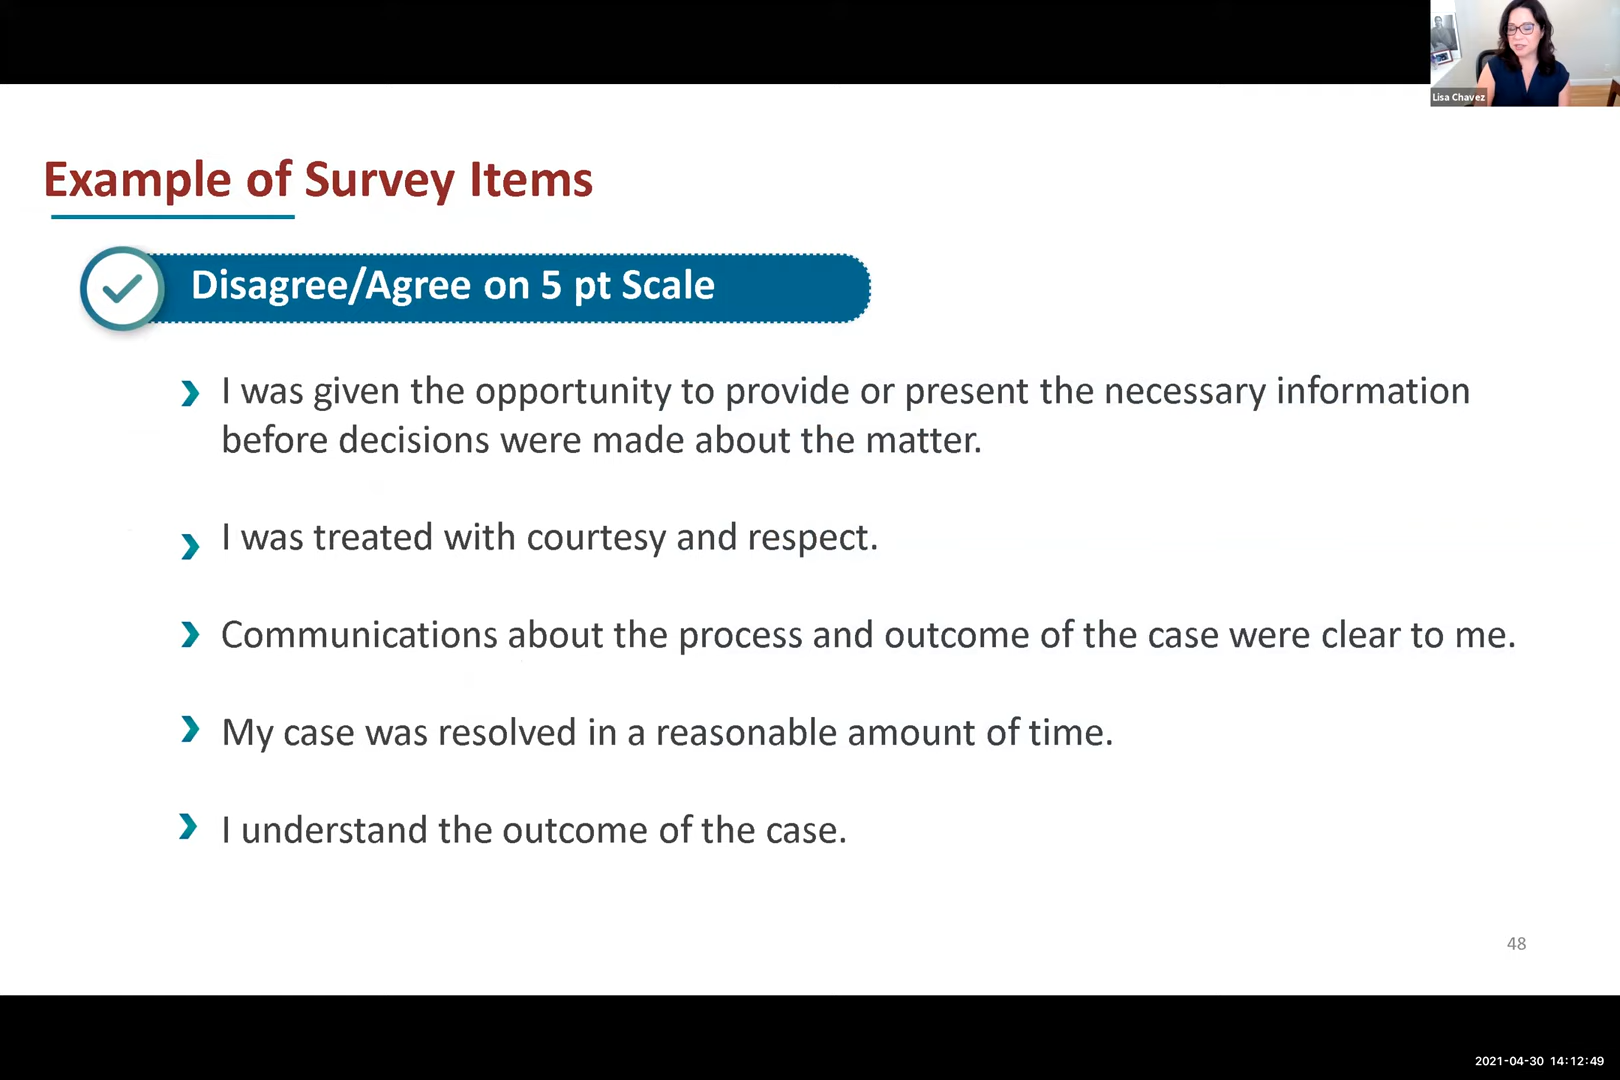 Lisa Chavez
Example of Survey Items
Disagree/Agree on 5 pt Scale
I was given the opportunity to provide or present the necessary information
before decisions were made about the matter.
I was treated with courtesy and respect.
Communications about the process and outcome of the case were clear to me.
My case was resolved in a reasonable amount of time.
I understand the outcome of the case.
48
2021-04-30 14:12:49